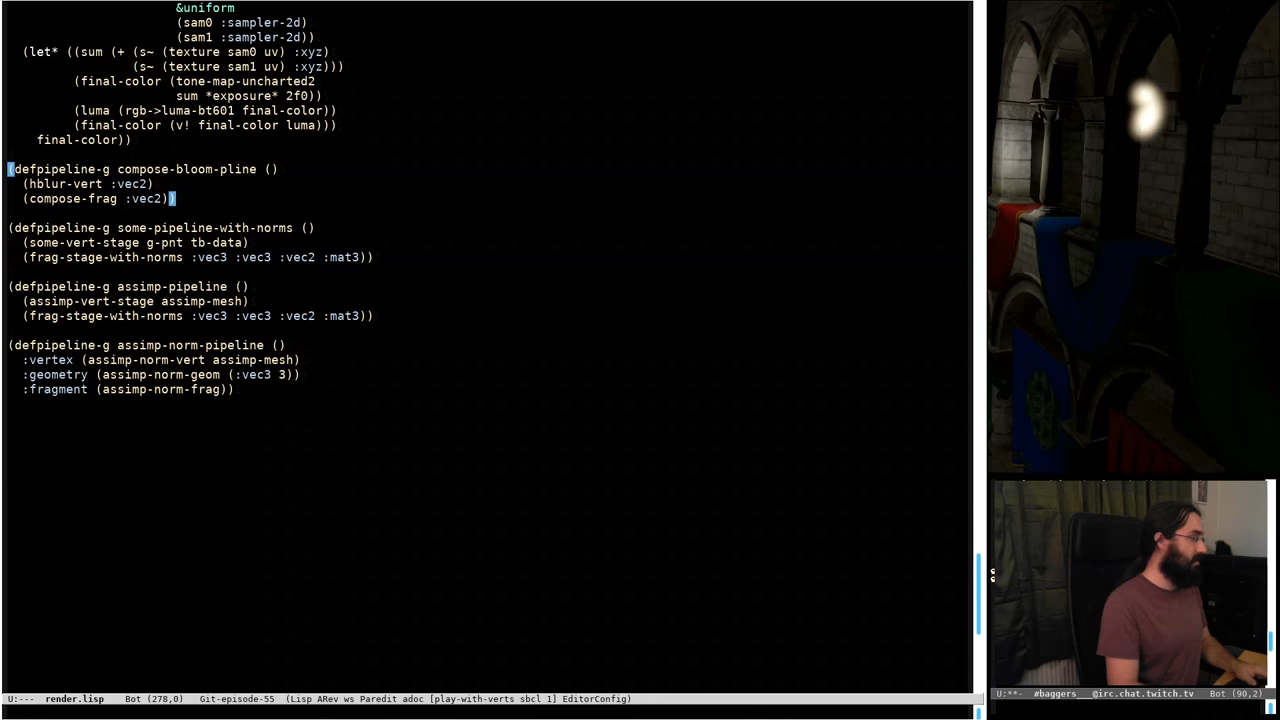 &uniform
(sam0 :sampler-2d)
(sam1 :sampler-2d))
(let* ((sum (+ (s~ (texture sam0 uv) :xyz)
(s~ (texture sam1 uv) :xyz)))
(final-color (tone-map-uncharted2
sum *exposure* 2f0))
(luma (rgb->luma-bt601 final-color))
(final-color (v! final-color luma)))
final-color))
(defpipeline-g compose-bloom-pline ()
(hblur-vert :vec2)
(compose-frag :vec2))
(defpipeline-g some-pipeline-with-norms ()
(some-vert-stage g-pnt tb-data)
(frag-stage-with-norms :vec3 :vec3 :vec2 :mat3))
(defpipeline-g assimp-pipeline ()
(assimp-vert-stage assimp-mesh)
(frag-stage-with-norms :vec3 :vec3 :vec2 :mat3))
(defpipeline-g assimp-norm-pipeline ()
:vertex (assimp-norm-vert assimp-mesh)
:geometry (assimp-norm-geom (:vec3 3))
:fragment (assimp-norm-frag))
U:--- render.lisp Bot (278,0) Git-episode-55 (Lisp ARev ws Paredit adoc [play-with-verts sbcl 1] EditorConfig)
U:**- #baggers__@irc.chat.twitch.tv Bot (90,2)